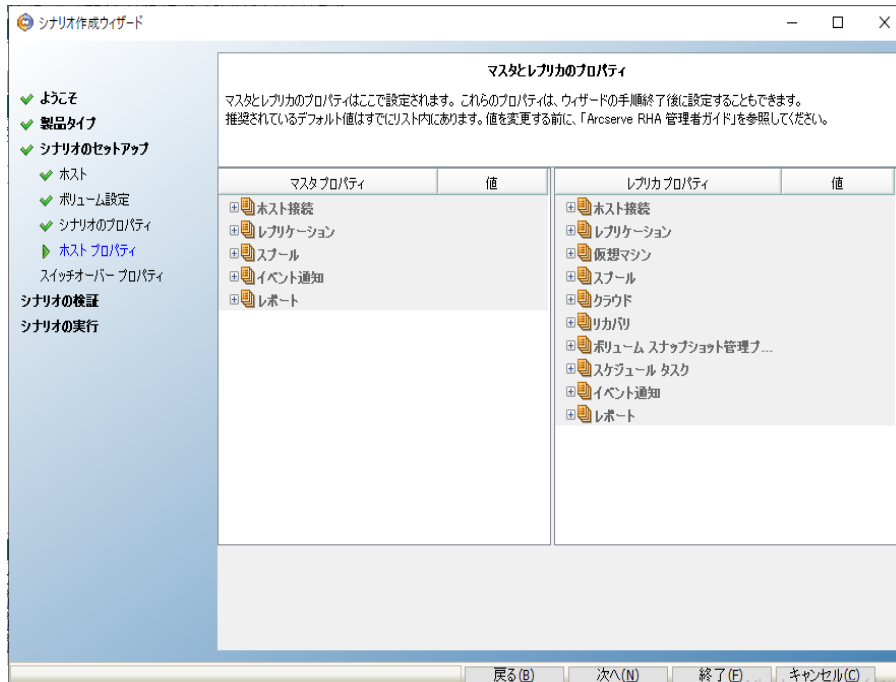 シナリオ作成ウィザード
ようこそ
製品タイプ
シナリオのセットアップ
ホスト
ボリューム設定
シナリオのプロパティ
ホスト プロパティ
スイッチオーバー プロパティ
シナリオの検証
シナリオの実行
マスタとレプリカのプロパティ
マスタとレプリカのプロパティはここで設定されます。これらのプロパティは、ウィザードの手順終了後に設定することもできます。
推奨されているデフォルト値はすでにリスト内にあります。値を変更する前に、「Arcserve RHA 管理者ガイド」を参照してください。
マスタ プロパティ 値
ホスト接続
レプリケーション
スプール
イベント通知
レポート
レプリカ プロパティ 値
ホスト接続
レプリケーション
仮想マシン
スプール
クラウド
リカバリ
ボリューム スナップショット管理プ...
スケジュール タスク
イベント通知
レポート
戻る(B) 次へ(N) 終了(F) キャンセル(C)